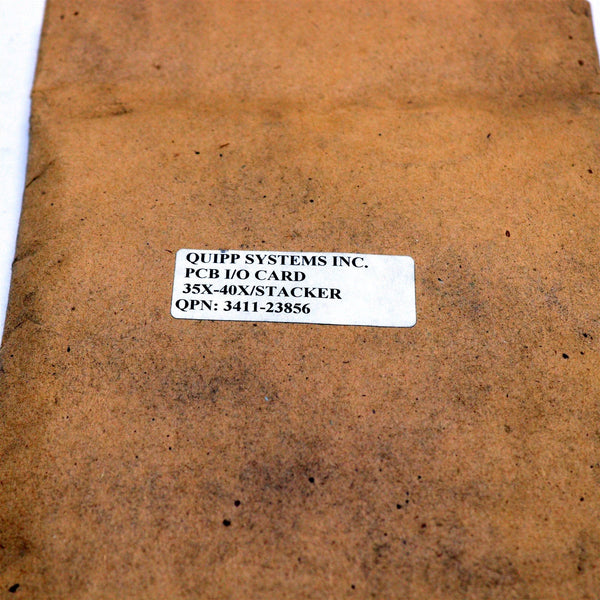 QUIPP SYSTEMS INC.
PCB I/O CARD
35X-40X/STACKER
QPN: 3411-23856